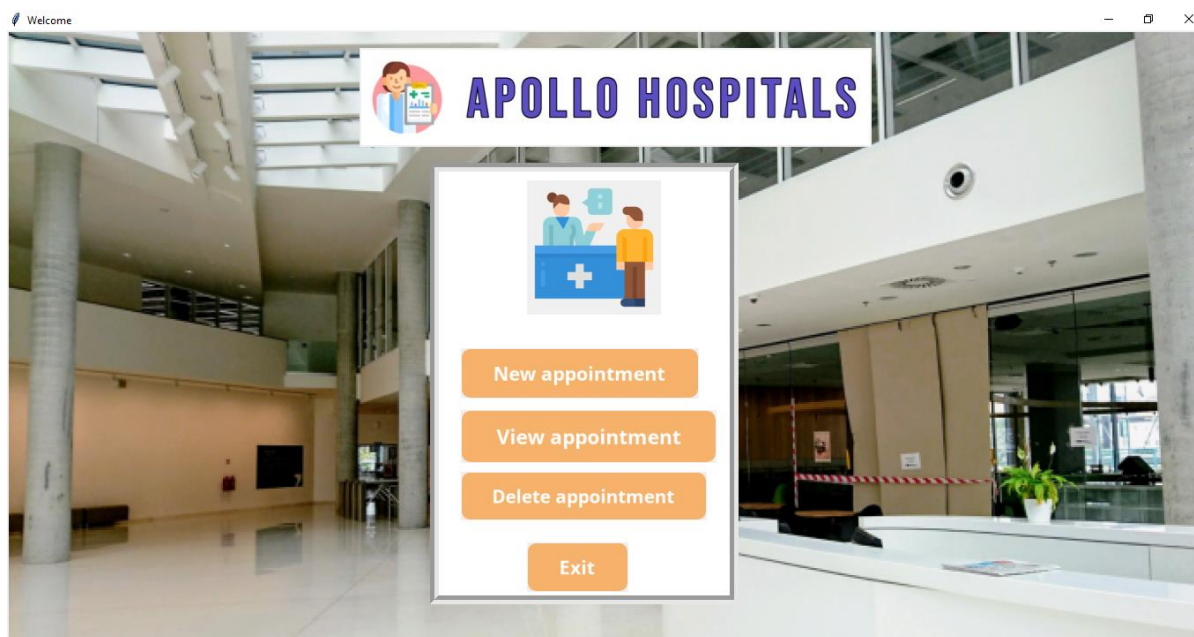 Welcome
APOLLO HOSPITALS
New appointment
View appointment
Delete appointment
Exit